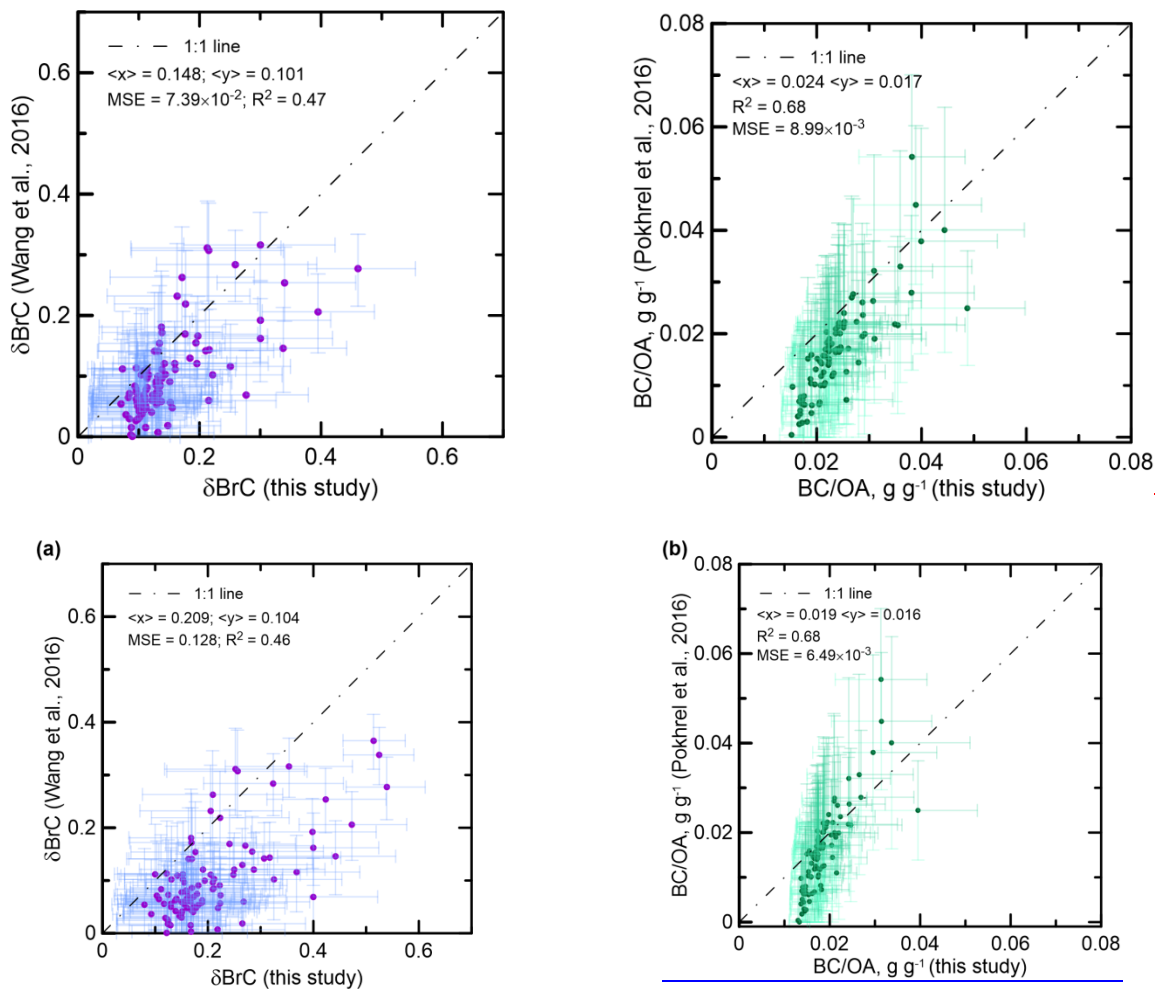 1:1 line
<x> = 0.148; <y> = 0.101
MSE = 7.39×10⁻²; R² = 0.47
δBrC (Wang et al., 2016)
0.6
0.4
0.2
0
0
0.2
0.4
0.6
δBrC (this study)
1:1 line
<x> = 0.024 <y> = 0.017
R² = 0.68
MSE = 8.99×10⁻³
BC/OA, g g⁻¹ (Pokhrel et al., 2016)
0.08
0.06
0.04
0.02
0
0
0.02
0.04
0.06
0.08
BC/OA, g g⁻¹ (this study)
(a)
1:1 line
<x> = 0.209; <y> = 0.104
MSE = 0.128; R² = 0.46
δBrC (Wang et al., 2016)
0.6
0.4
0.2
0
0
0.2
0.4
0.6
δBrC (this study)
(b)
1:1 line
<x> = 0.019 <y> = 0.016
R² = 0.68
MSE = 6.49×10⁻³
BC/OA, g g⁻¹ (Pokhrel et al., 2016)
0.08
0.06
0.04
0.02
0
0
0.02
0.04
0.06
0.08
BC/OA, g g⁻¹ (this study)